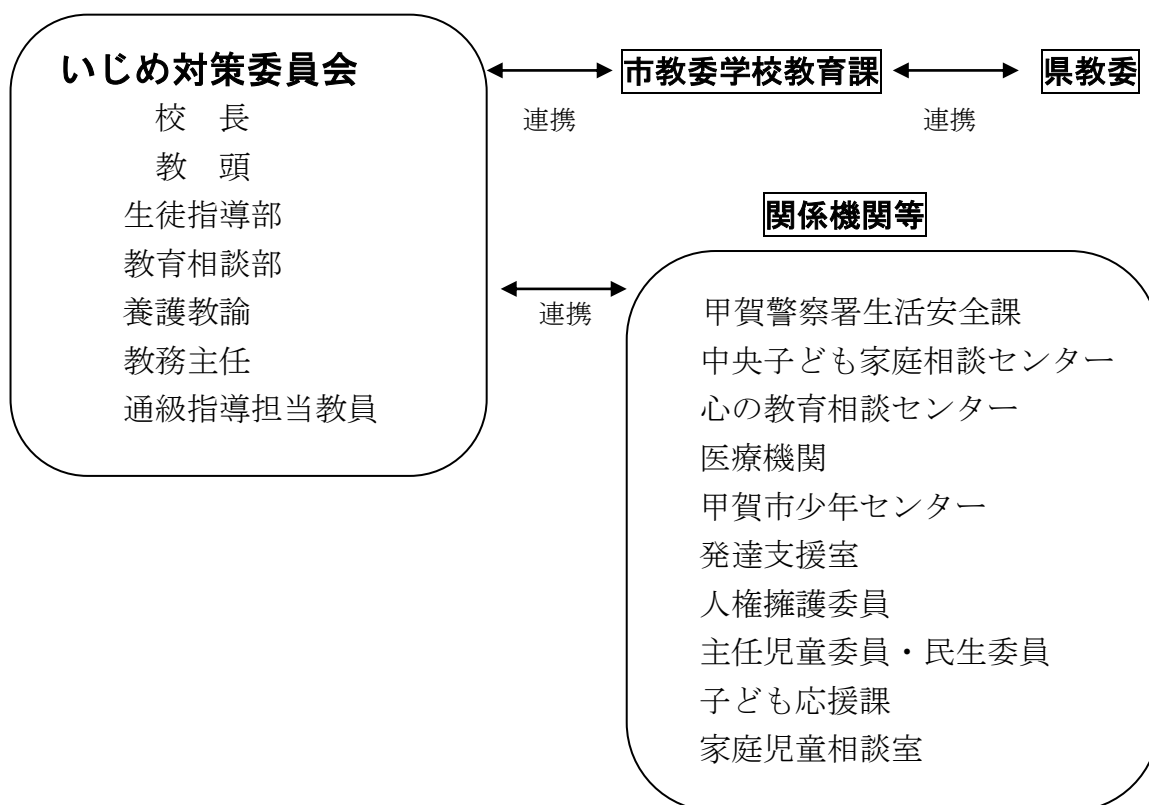 いじめ対策委員会
校　長
教　頭
生徒指導部
教育相談部
養護教諭
教務主任
通級指導担当教員
連携
市教委学校教育課
連携
県教委
連携
関係機関等
甲賀警察署生活安全課
中央子ども家庭相談センター
心の教育相談センター
医療機関
甲賀市少年センター
発達支援室
人権擁護委員
主任児童委員・民生委員
子ども応援課
家庭児童相談室